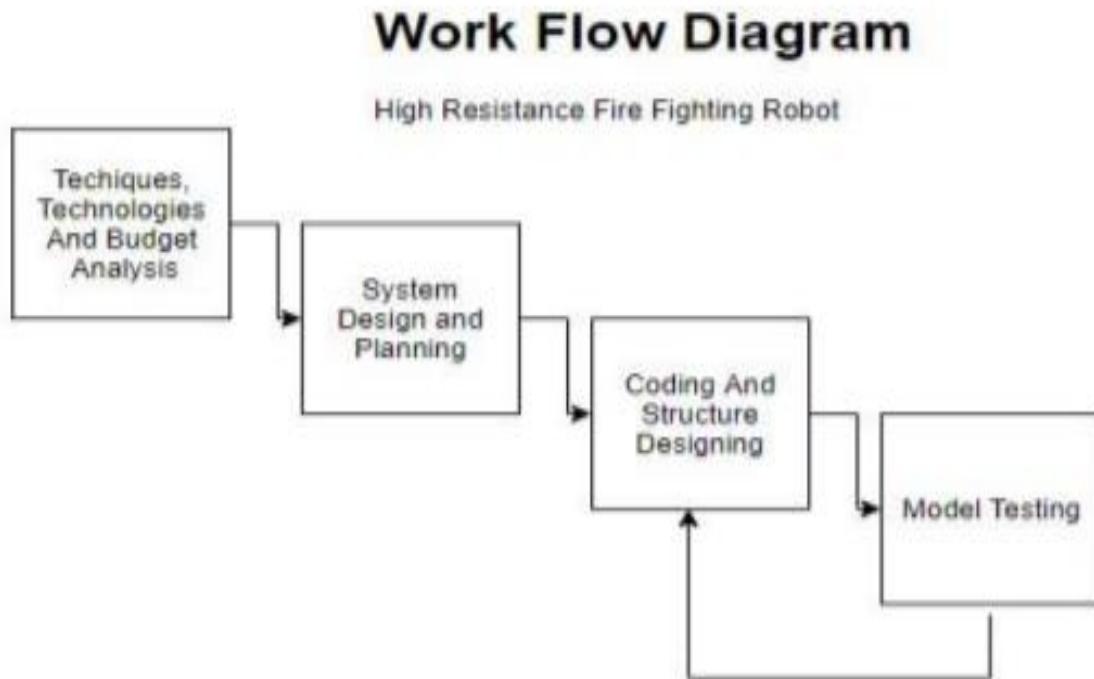 Work Flow Diagram
High Resistance Fire Fighting Robot
Techiques,
Technologies
And Budget
Analysis
System
Design and
Planning
Coding And
Structure
Designing
Model Testing